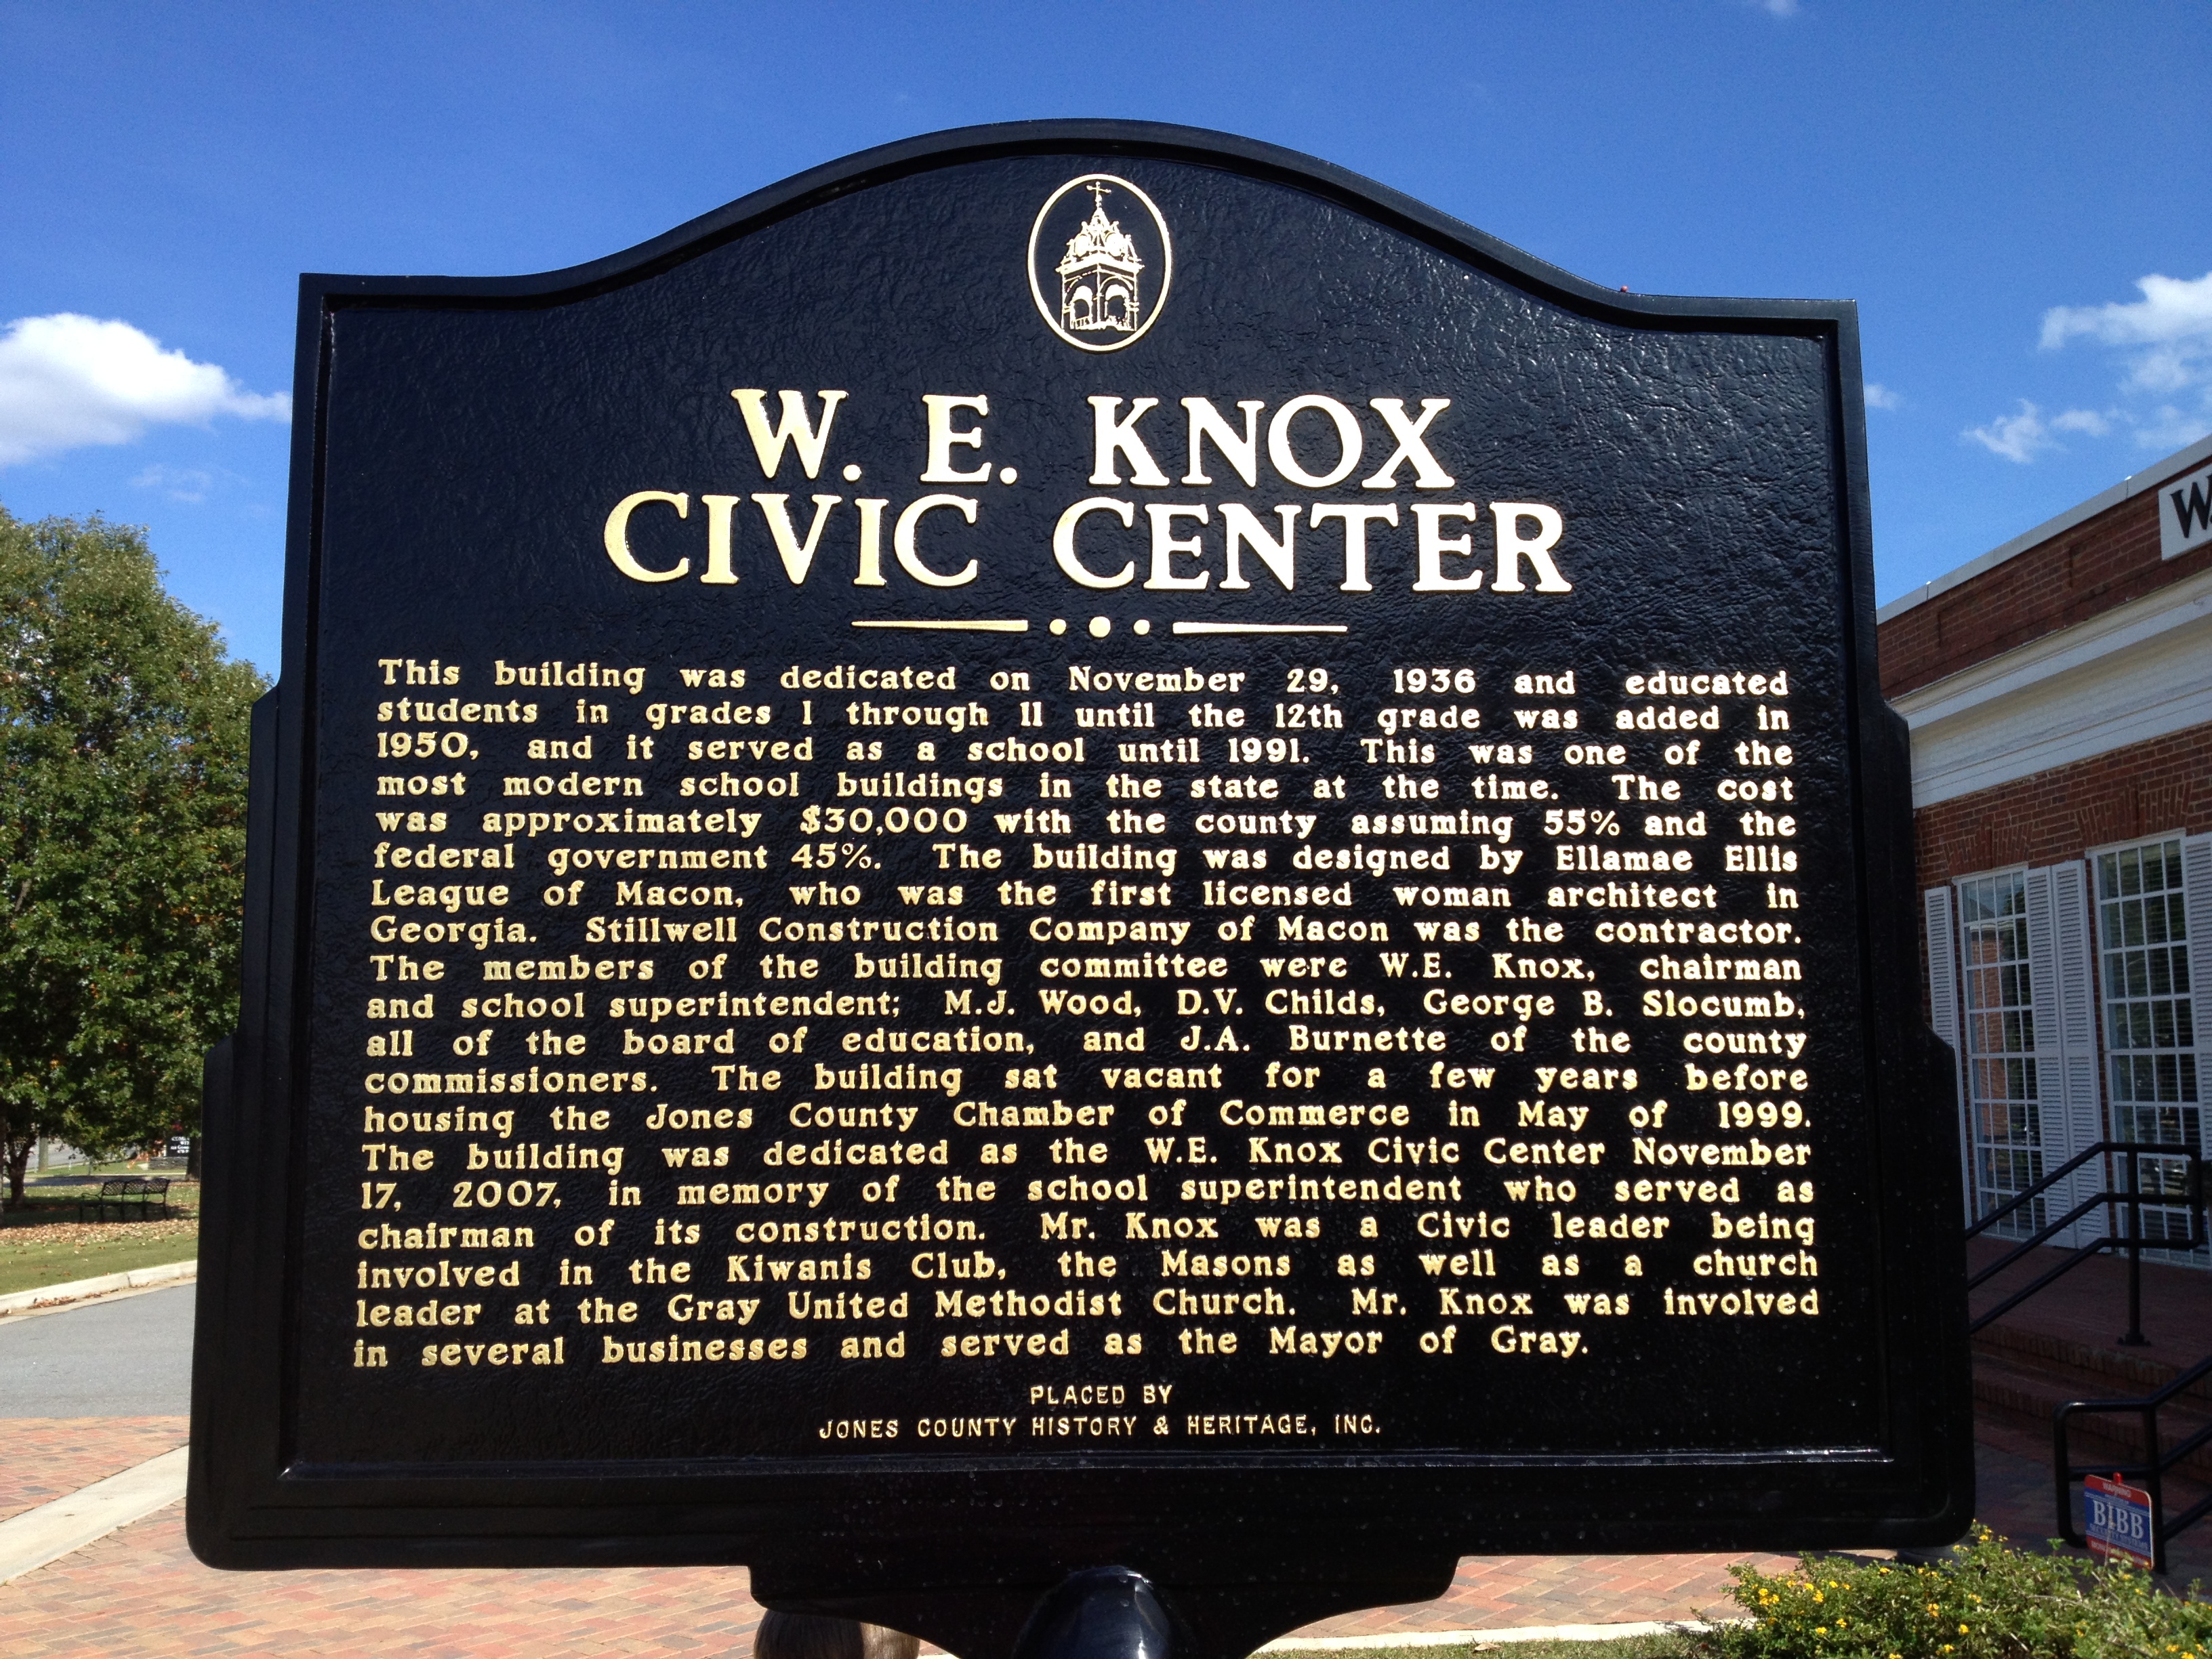 W. E. KNOX
CIVIC CENTER
This building was dedicated on November 29, 1936 and educated
students in grades 1 through 11 until the 12th grade was added in
1950, and it served as a school until 1991. This was one of the
most modern school buildings in the state at the time. The cost
was approximately $30,000 with the county assuming 55% and the
federal government 45%. The building was designed by Ellamae Ellis
League of Macon, who was the first licensed woman architect in
Georgia. Stillwell Construction Company of Macon was the contractor.
The members of the building committee were W.E. Knox, chairman
and school superintendent; M.J. Wood, D.V. Childs, George B. Slocumb,
all of the board of education, and J.A. Burnette of the county
commissioners. The building sat vacant for a few years before
housing the Jones County Chamber of Commerce in May of 1999.
The building was dedicated as the W.E. Knox Civic Center November
17, 2007, in memory of the school superintendent who served as
chairman of its construction. Mr. Knox was a Civic leader being
involved in the Kiwanis Club, the Masons as well as a church
leader at the Gray United Methodist Church. Mr. Knox was involved
in several businesses and served as the Mayor of Gray.
PLACED BY
JONES COUNTY HISTORY & HERITAGE, INC.
W.
WARNING
BIBB